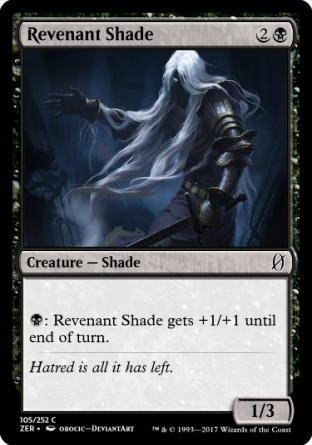 Revenant Shade 2
Creature — Shade
: Revenant Shade gets +1/+1 until
end of turn.
Hatred is all it has left.
105/252 C
ZER • OBOCIC—DEVIANTART
™ & © 1993–2017 Wizards of the Coast
1/3